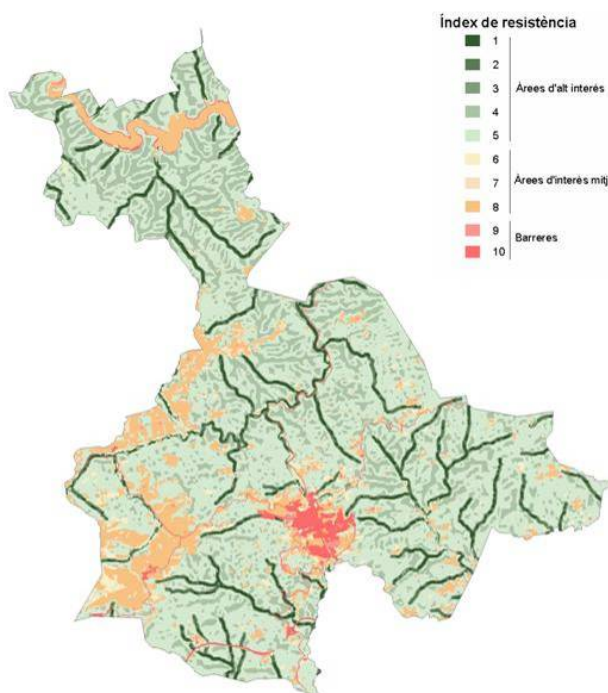 Índex de resistència
1
2
3 Àrees d'alt interès
4
5
6
7 Àrees d'interès mitj
8
9 Barreres
10